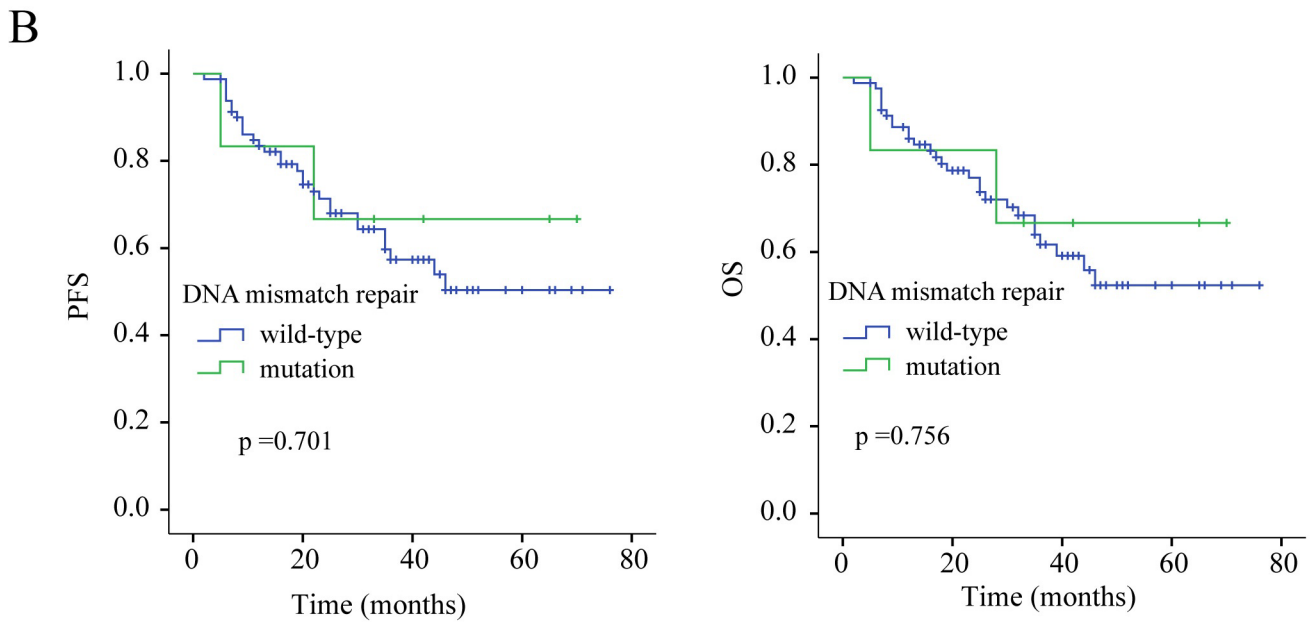 B
1.0
0.8
0.6
0.4
0.2
0.0
PFS
DNA mismatch repair
wild-type
mutation
p =0.701
0 20 40 60 80
Time (months)
1.0
0.8
0.6
0.4
0.2
0.0
OS
DNA mismatch repair
wild-type
mutation
p =0.756
0 20 40 60 80
Time (months)